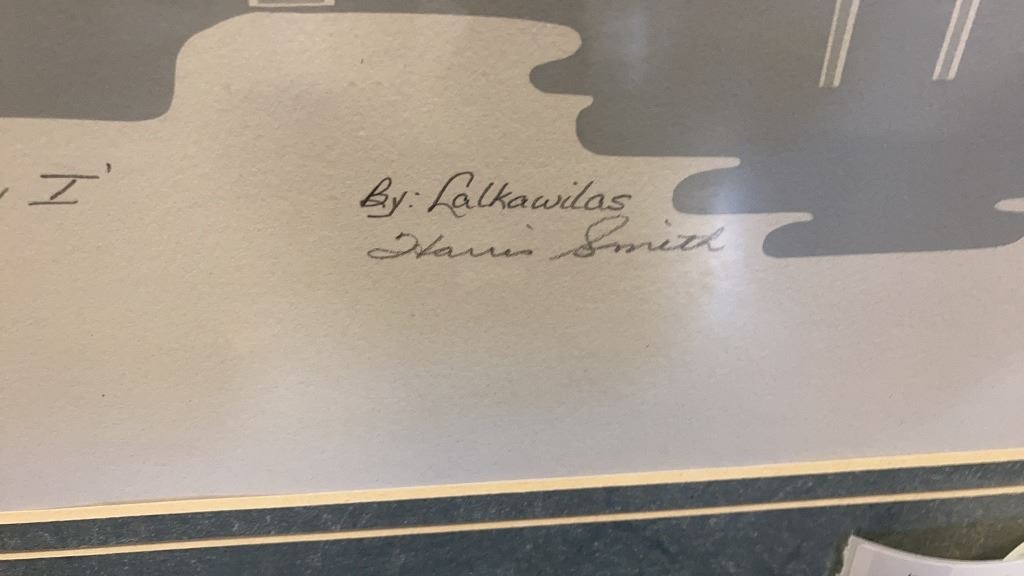 , I'
By: Lalkawilas
Harris Smith